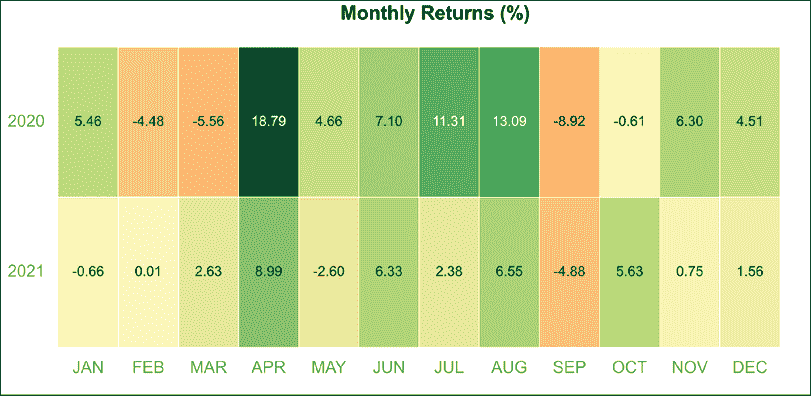 Monthly Returns (%)
2020 5.46 -4.48 -5.56 18.79 4.66 7.10 11.31 13.09 -8.92 -0.61 6.30 4.51
2021 -0.66 0.01 2.63 8.99 -2.60 6.33 2.38 6.55 -4.88 5.63 0.75 1.56
JAN FEB MAR APR MAY JUN JUL AUG SEP OCT NOV DEC